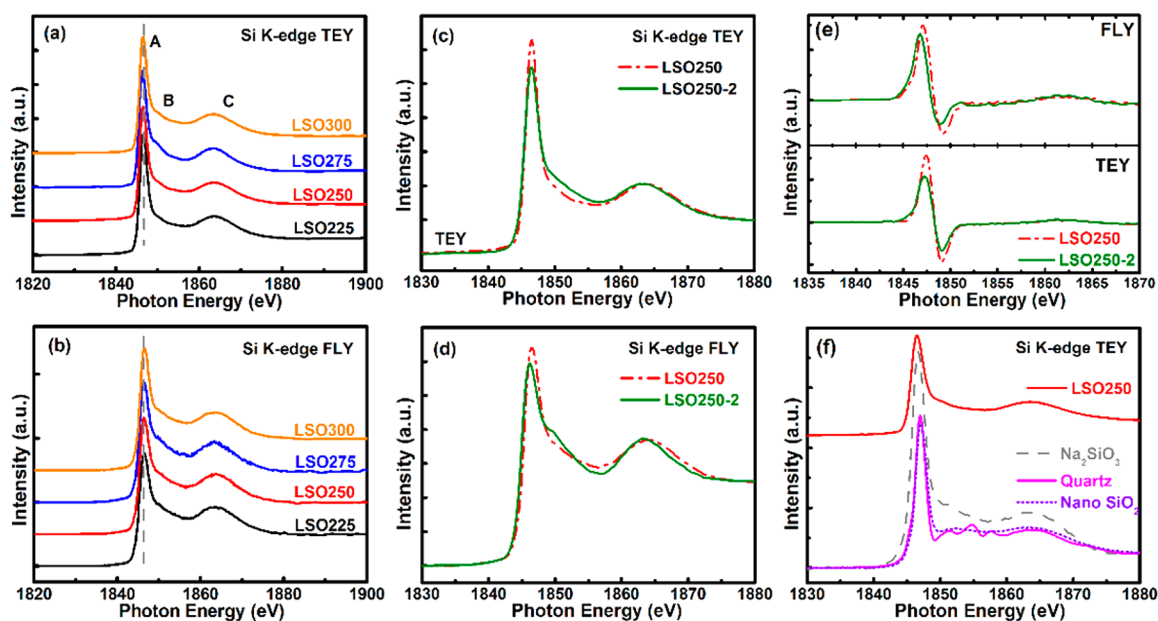 (a)
Si K-edge TEY
A
B
C
LSO300
LSO275
LSO250
LSO225
Intensity (a.u.)
1820 1840 1860 1880 1900
Photon Energy (eV)
(c)
Si K-edge TEY
LSO250
LSO250-2
TEY
Intensity (a.u.)
1830 1840 1850 1860 1870 1880
Photon Energy (eV)
(e)
FLY
TEY
LSO250
LSO250-2
Intensity (a.u.)
1835 1840 1845 1850 1855 1860 1865 1870
Photon Energy (eV)
(b)
Si K-edge FLY
LSO300
LSO275
LSO250
LSO225
Intensity (a.u.)
1820 1840 1860 1880 1900
Photon Energy (eV)
(d)
Si K-edge FLY
LSO250
LSO250-2
Intensity (a.u.)
1830 1840 1850 1860 1870 1880
Photon Energy (eV)
(f)
Si K-edge TEY
LSO250
Na₂SiO₃
Quartz
Nano SiO₂
Intensity (a.u.)
1830 1840 1850 1860 1870 1880
Photon Energy (eV)